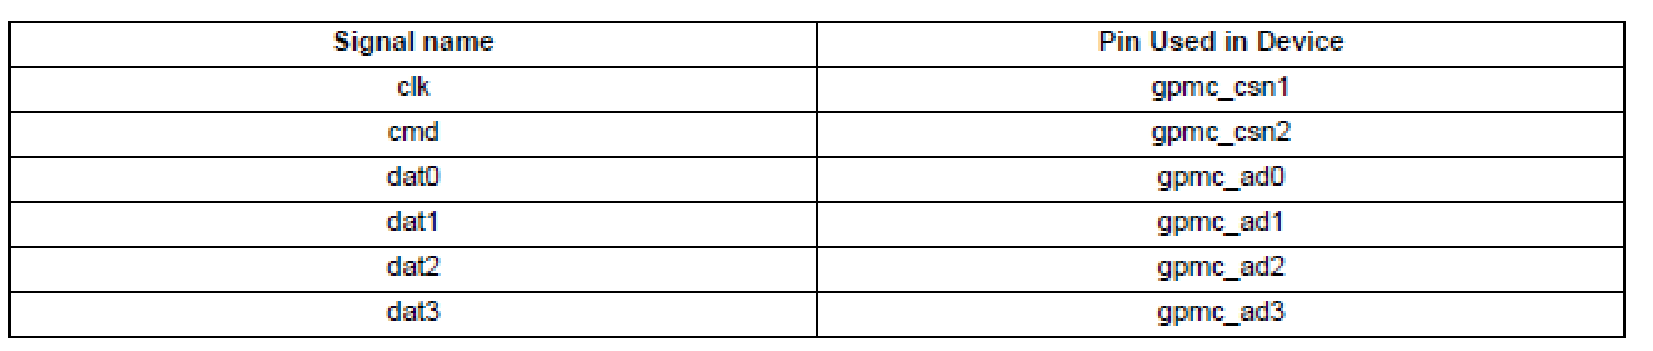 Signal name Pin Used in Device
clk gpmc_csn1
cmd gpmc_csn2
dat0 gpmc_ad0
dat1 gpmc_ad1
dat2 gpmc_ad2
dat3 gpmc_ad3